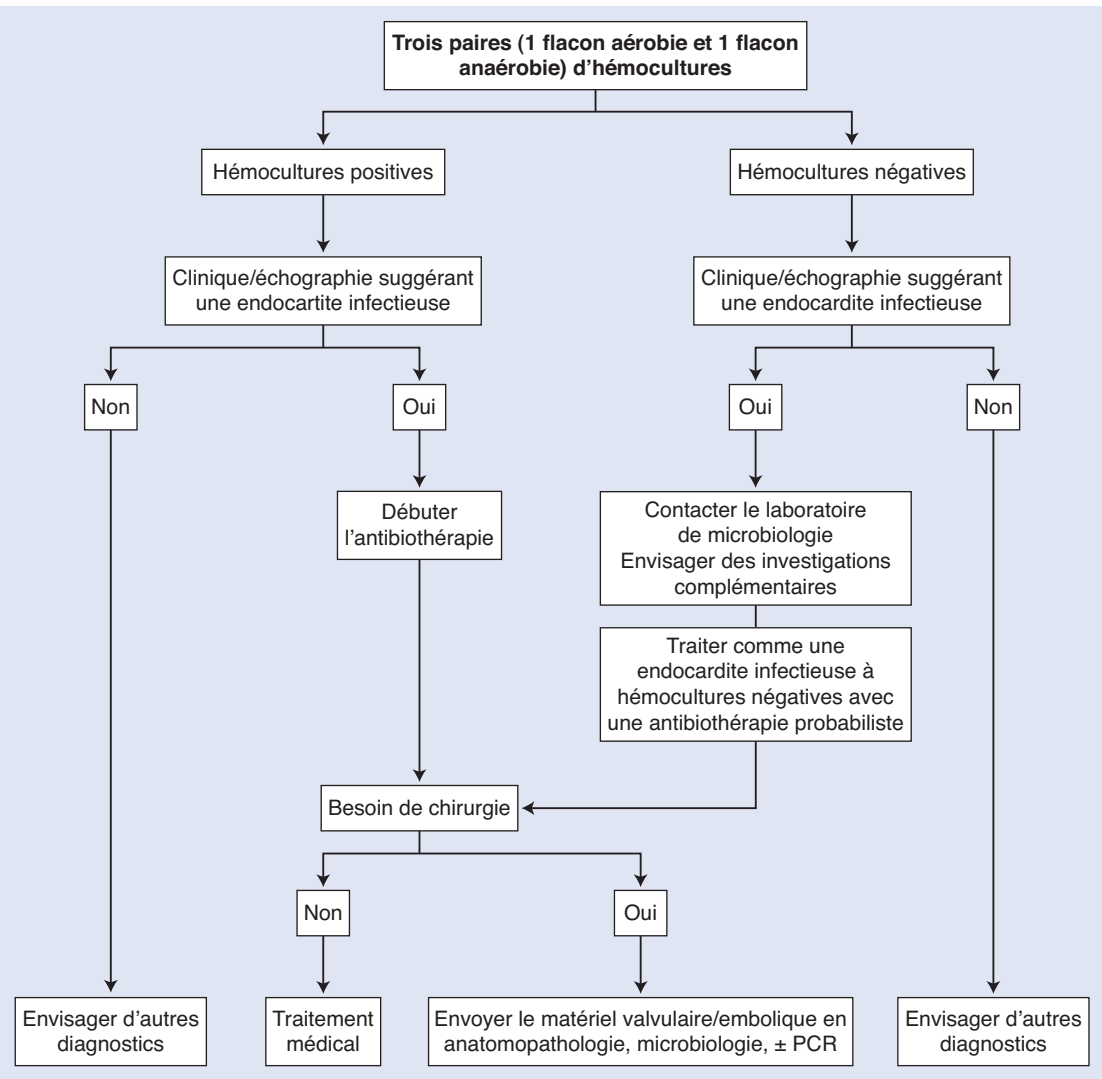 Trois paires (1 flacon aérobie et 1 flacon
anaérobie) d'hémocultures
Hémocultures positives
Hémocultures négatives
Clinique/échographie suggérant
une endocartite infectieuse
Clinique/échographie suggérant
une endocardite infectieuse
Non
Oui
Oui
Non
Débuter
l'antibiothérapie
Contacter le laboratoire
de microbiologie
Envisager des investigations
complémentaires
Traiter comme une
endocardite infectieuse à
hémocultures négatives avec
une antibiothérapie probabiliste
Besoin de chirurgie
Non
Oui
Envisager d'autres
diagnostics
Traitement
médical
Envoyer le matériel valvulaire/embolique en
anatomopathologie, microbiologie, ± PCR
Envisager d'autres
diagnostics